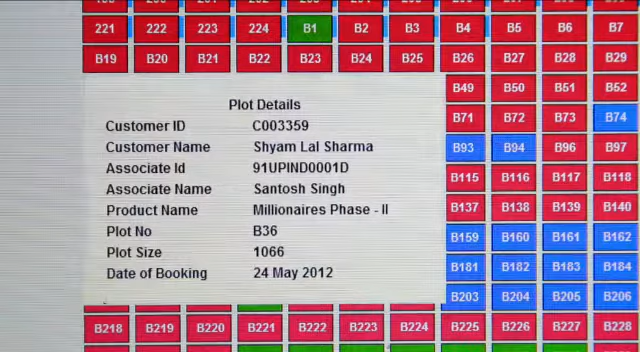 221 222 223 224 B1 B2 B3 B4 B5 B6 B7
B19 B20 B21 B22 B23 B24 B25 B26 B27 B28 B29
B49 B50 B51 B52
Plot Details
B71 B72 B73 B74
Customer ID C003359
Customer Name Shyam Lal Sharma
B93 B94 B96 B97
Associate Id 91UPIND0001D
B115 B116 B117 B118
Associate Name Santosh Singh
Product Name Millionaires Phase - II
B137 B138 B139 B140
Plot No B36
B159 B160 B161 B162
Plot Size 1066
Date of Booking 24 May 2012
B181 B182 B183 B184
B203 B204 B205 B206
B218 B219 B220 B221 B222 B223 B224 B225 B226 B227 B228